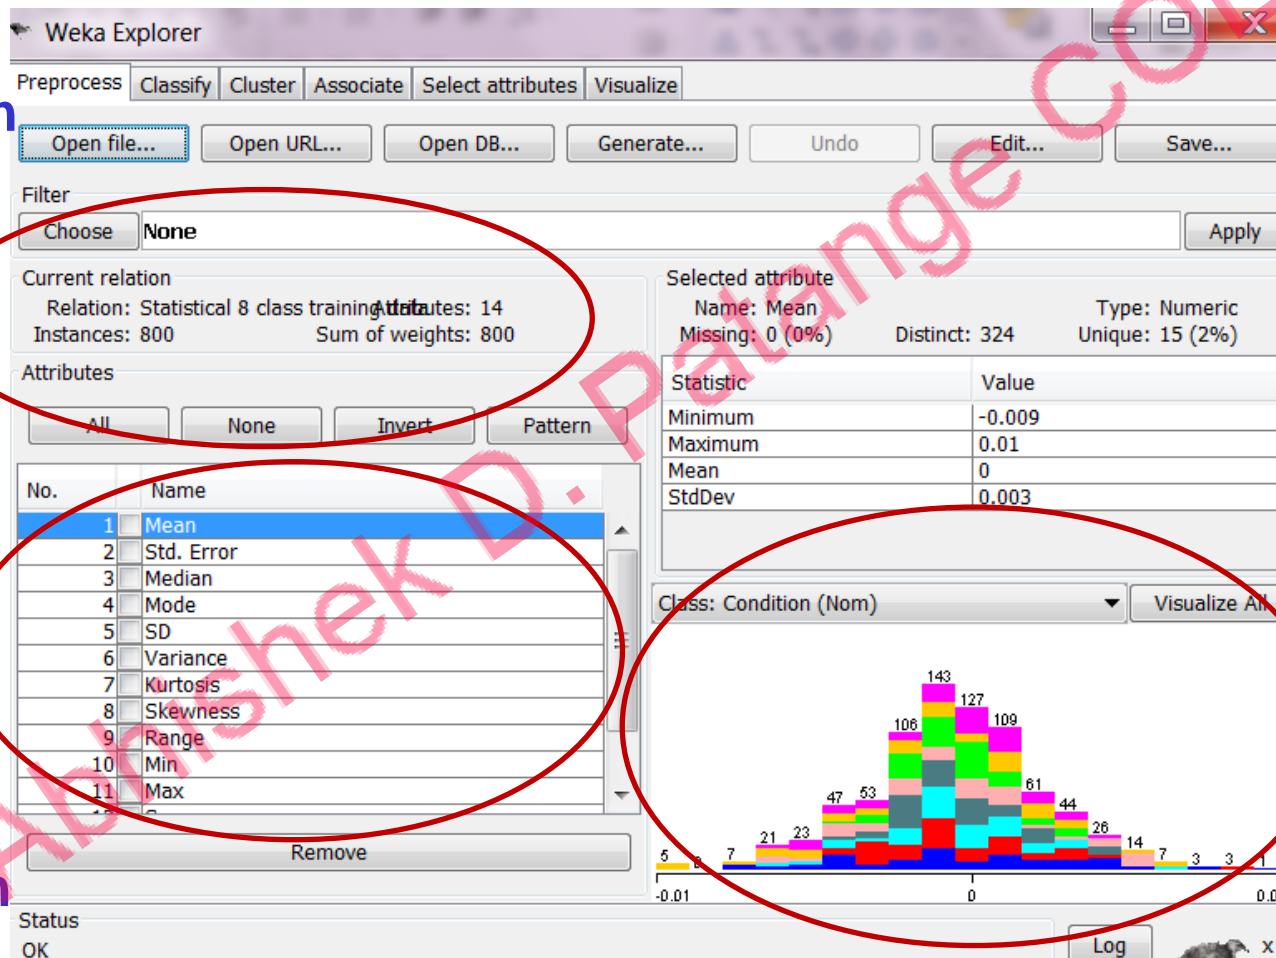 Weka Explorer
Preprocess Classify Cluster Associate Select attributes Visualize
Open file... Open URL... Open DB... Generate... Undo Edit... Save...
Filter
Choose None Apply
Current relation
Relation: Statistical 8 class training data Attributes: 14
Instances: 800 Sum of weights: 800
Selected attribute
Name: Mean Type: Numeric
Missing: 0 (0%) Distinct: 324 Unique: 15 (2%)
Attributes
All None Invert Pattern
No. Name
1 Mean
2 Std. Error
3 Median
4 Mode
5 SD
6 Variance
7 Kurtosis
8 Skewness
9 Range
10 Min
11 Max
Remove
Statistic Value
Minimum -0.009
Maximum 0.01
Mean 0
StdDev 0.003
Class: Condition (Nom) Visualize All
5 7 21 23 47 53 106 143 127 109 61 44 26 14 7 3 3 1
-0.01 0
Status
OK
Log x
Abhishek D. Patange